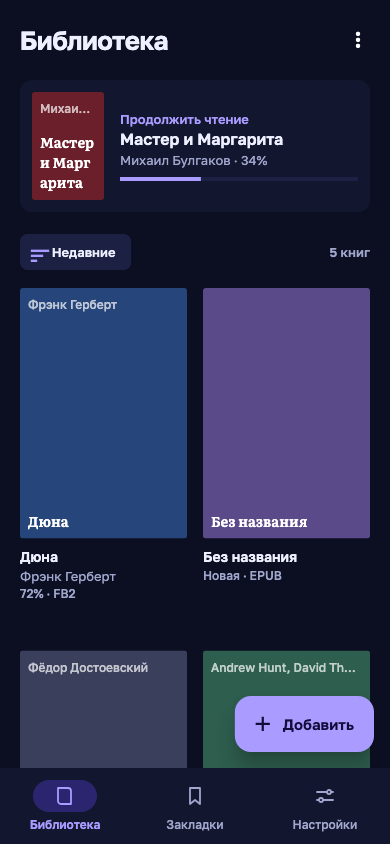 Библиотека
Михаи...
Мастер
и Марг
арита
Продолжить чтение
Мастер и Маргарита
Михаил Булгаков · 34%
Недавние
5 книг
Фрэнк Герберт
Дюна
Без названия
Дюна
Фрэнк Герберт
72% · FB2
Без названия
Новая · EPUB
Фёдор Достоевский
Andrew Hunt, David Th...
Добавить
Библиотека
Закладки
Настройки